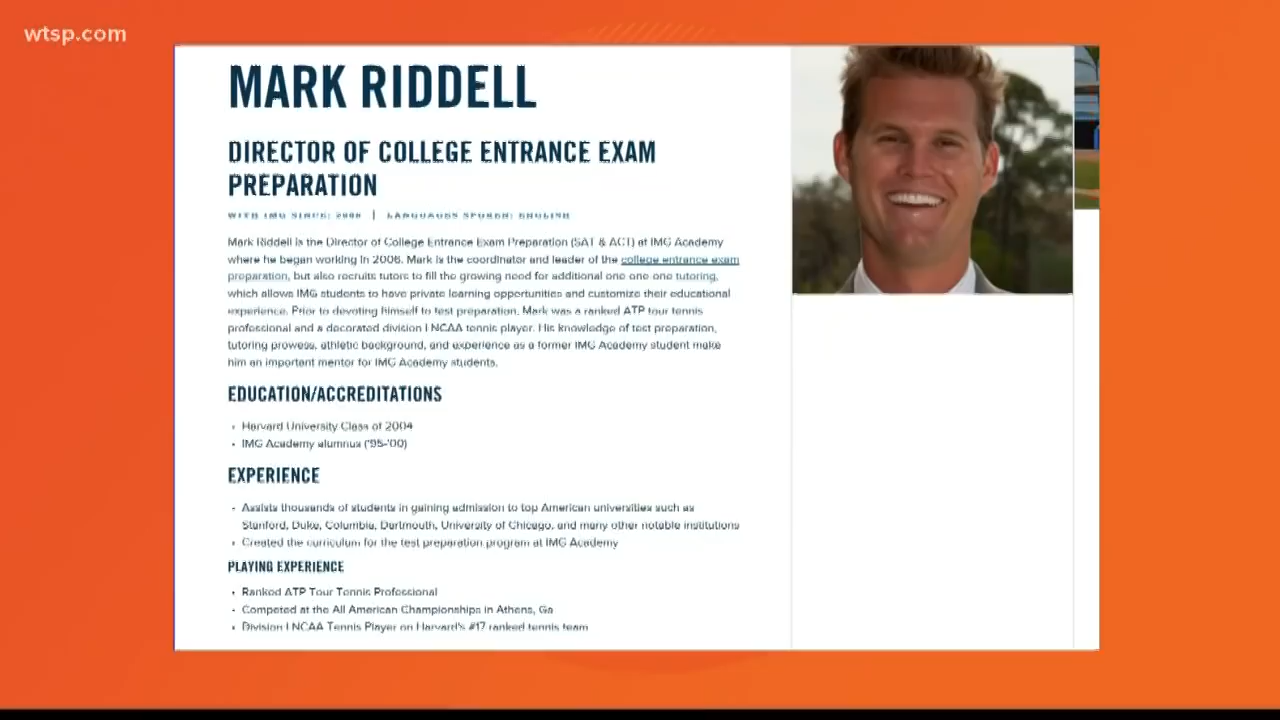 wtsp.com
MARK RIDDELL
DIRECTOR OF COLLEGE ENTRANCE EXAM
PREPARATION
WITH IMG SINCE: 2006 | LANGUAGES SPOKEN: ENGLISH
Mark Riddell is the Director of College Entrance Exam Preparation (SAT & ACT) at IMG Academy
where he began working in 2006. Mark is the coordinator and leader of the college entrance exam
preparation, but also recruits tutors to fill the growing need for additional one one one tutoring,
which allows IMG students to have private learning opportunities and customize their educational
experience. Prior to devoting himself to test preparation, Mark was a ranked ATP tour tennis
professional and a decorated division I NCAA tennis player. His knowledge of test preparation,
tutoring prowess, athletic background, and experience as a former IMG Academy student make
him an important mentor for IMG Academy students.
EDUCATION/ACCREDITATIONS
• Harvard University Class of 2004
• IMG Academy alumnus ('95-'00)
EXPERIENCE
• Assists thousands of students in gaining admission to top American universities such as
Stanford, Duke, Columbia, Dartmouth, University of Chicago, and many other notable institutions
• Created the curriculum for the test preparation program at IMG Academy
PLAYING EXPERIENCE
• Ranked ATP Tour Tennis Professional
• Competed at the All American Championships in Athens, Ga
• Division I NCAA Tennis Player on Harvard's #17 ranked tennis team